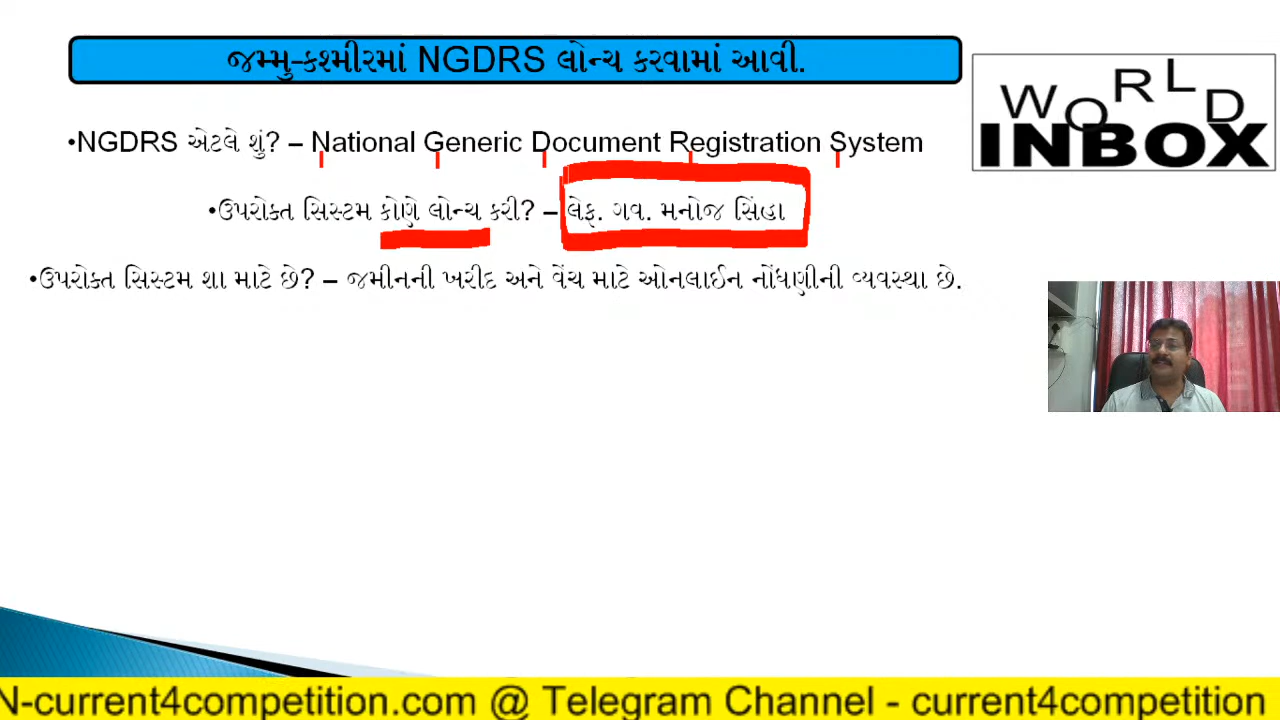 જમ્મુ-કશ્મીરમાં NGDRS લોન્ચ કરવામાં આવી.
WORLD
INBOX
•NGDRS એટલે શું? – National Generic Document Registration System
•ઉપરોક્ત સિસ્ટમ કોણે લોન્ચ કરી? – લેફ. ગવ. મનોજ સિંહા
•ઉપરોક્ત સિસ્ટમ શા માટે છે? – જમીનની ખરીદ અને વેંચ માટે ઓનલાઈન નોંધણીની વ્યવસ્થા છે.
N-current4competition.com @ Telegram Channel - current4competition